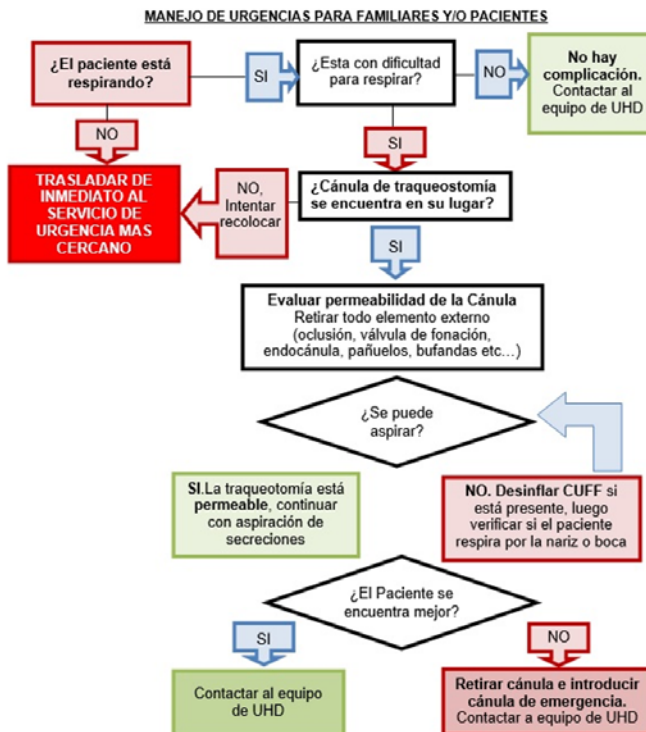 MANEJO DE URGENCIAS PARA FAMILIARES Y/O PACIENTES
¿El paciente está
respirando?
SI
¿Esta con dificultad
para respirar?
NO
No hay
complicación.
Contactar al
equipo de UHD
NO
SI
TRASLADAR DE
INMEDIATO AL
SERVICIO DE
URGENCIA MAS
CERCANO
NO,
Intentar
recolocar
¿Cánula de traqueostomía
se encuentra en su lugar?
SI
Evaluar permeabilidad de la Cánula
Retirar todo elemento externo
(oclusión, válvula de fonación,
endocánula, pañuelos, bufandas etc…)
¿Se puede
aspirar?
SI.La traqueotomía está
permeable, continuar
con aspiración de
secreciones
NO. Desinflar CUFF si
está presente, luego
verificar si el paciente
respira por la nariz o boca
¿El Paciente se
encuentra mejor?
SI
NO
Contactar al equipo
de UHD
Retirar cánula e introducir
cánula de emergencia.
Contactar a equipo de UHD